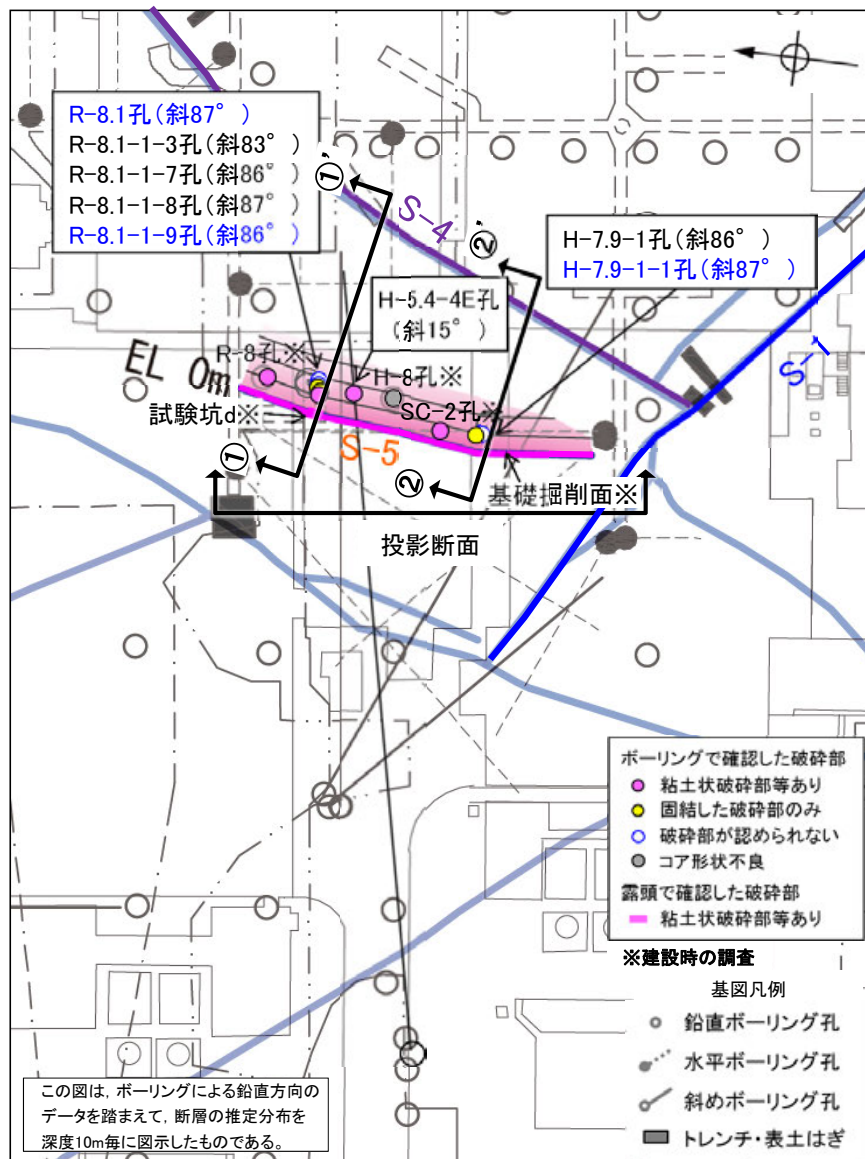 R-8.1孔(斜87°)
R-8.1-1-3孔(斜83°)
R-8.1-1-7孔(斜86°)
R-8.1-1-8孔(斜87°)
R-8.1-1-9孔(斜86°)
①’
S-4
②’
H-7.9-1孔(斜86°)
H-7.9-1-1孔(斜87°)
H-5.4-4E孔
(斜15°)
S-1
EL 0m
R-8孔※
H-8孔※
試験坑d※
SC-2孔※
S-5
①
②
基礎掘削面※
投影断面
ボーリングで確認した破砕部
粘土状破砕部等あり
固結した破砕部のみ
破砕部が認められない
コア形状不良
露頭で確認した破砕部
粘土状破砕部等あり
※建設時の調査
基図凡例
鉛直ボーリング孔
水平ボーリング孔
斜めボーリング孔
トレンチ・表土はぎ
この図は，ボーリングによる鉛直方向の
データを踏まえて，断層の推定分布を
深度10m毎に図示したものである。